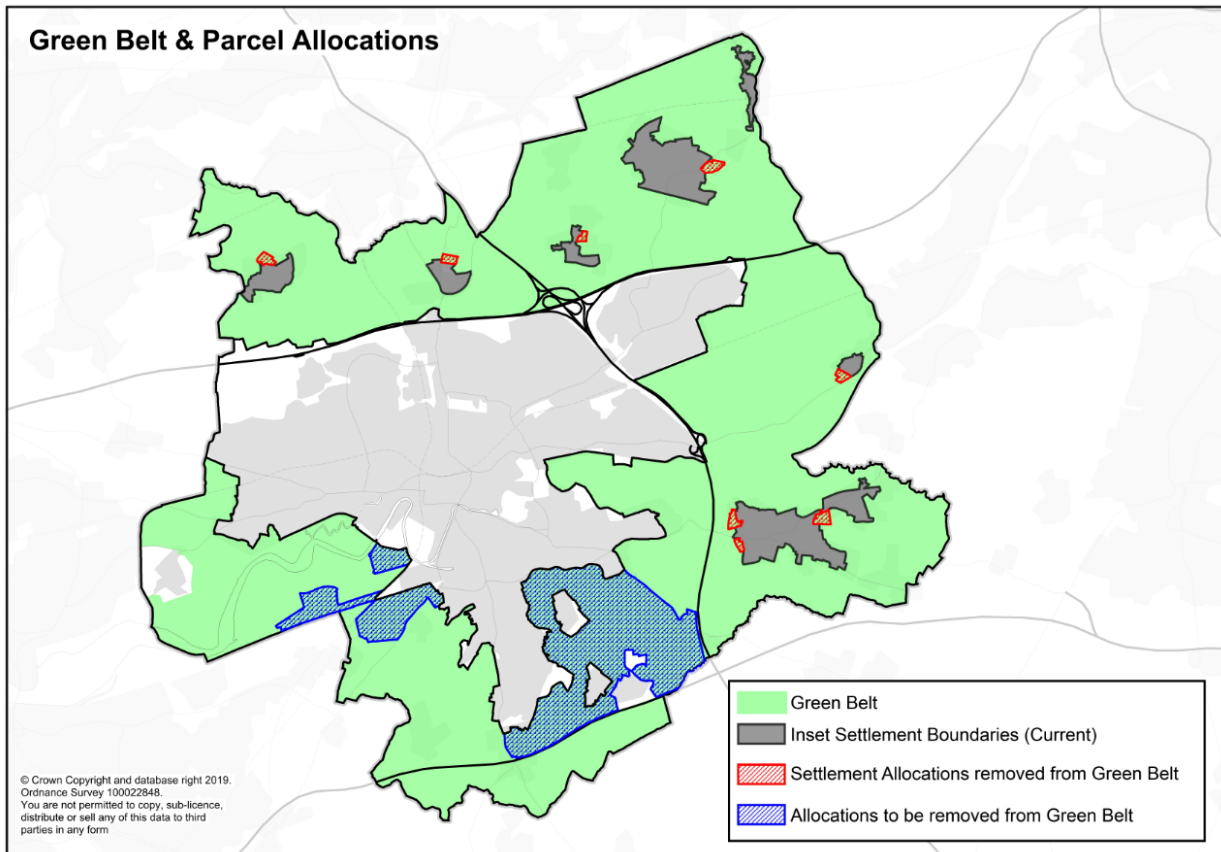 Green Belt & Parcel Allocations
Green Belt
Inset Settlement Boundaries (Current)
Settlement Allocations removed from Green Belt
Allocations to be removed from Green Belt
© Crown Copyright and database right 2019.
Ordnance Survey 100022848.
You are not permitted to copy, sub-licence,
distribute or sell any of this data to third
parties in any form